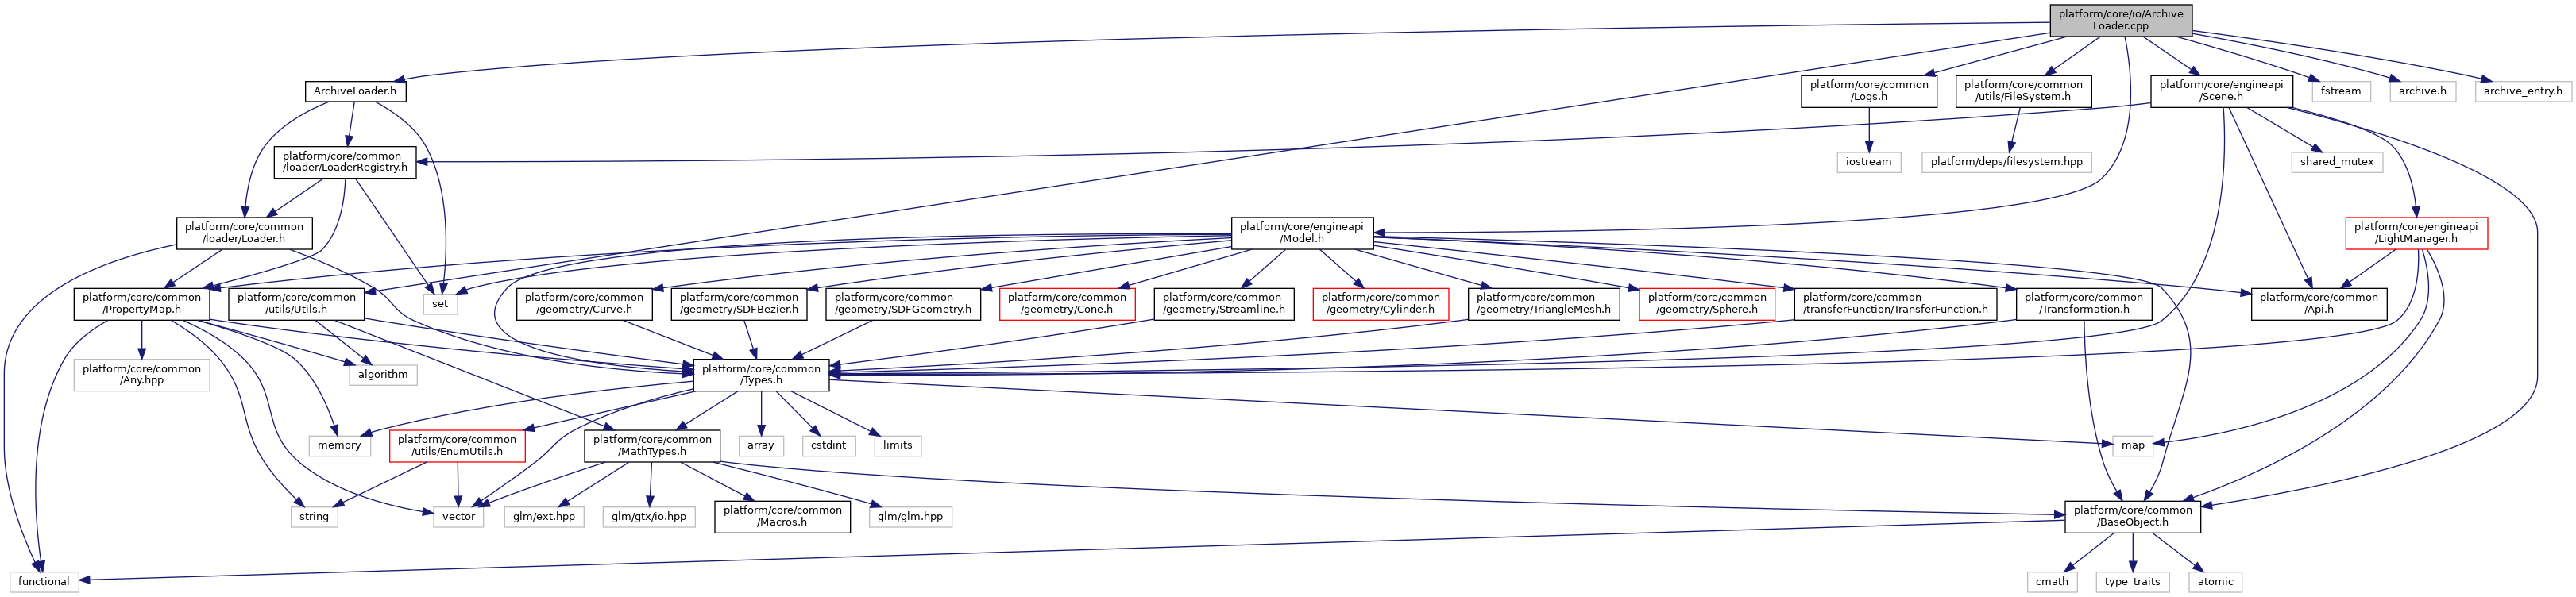 platform/core/io/Archive
Loader.cpp
ArchiveLoader.h
platform/core/common
/Logs.h
platform/core/common
/utils/FileSystem.h
platform/core/engineapi
/Scene.h
fstream
archive.h
archive_entry.h
platform/core/common
/loader/LoaderRegistry.h
iostream
platform/deps/filesystem.hpp
shared_mutex
platform/core/common
/loader/Loader.h
platform/core/engineapi
/Model.h
platform/core/engineapi
/LightManager.h
platform/core/common
/PropertyMap.h
platform/core/common
/utils/Utils.h
set
platform/core/common
/geometry/Curve.h
platform/core/common
/geometry/SDFBezier.h
platform/core/common
/geometry/SDFGeometry.h
platform/core/common
/geometry/Cone.h
platform/core/common
/geometry/Streamline.h
platform/core/common
/geometry/Cylinder.h
platform/core/common
/geometry/TriangleMesh.h
platform/core/common
/geometry/Sphere.h
platform/core/common
/transferFunction/TransferFunction.h
platform/core/common
/Transformation.h
platform/core/common
/Api.h
platform/core/common
/Any.hpp
algorithm
platform/core/common
/Types.h
memory
platform/core/common
/utils/EnumUtils.h
platform/core/common
/MathTypes.h
array
cstdint
limits
map
string
vector
glm/ext.hpp
glm/gtx/io.hpp
platform/core/common
/Macros.h
glm/glm.hpp
platform/core/common
/BaseObject.h
functional
cmath
type_traits
atomic